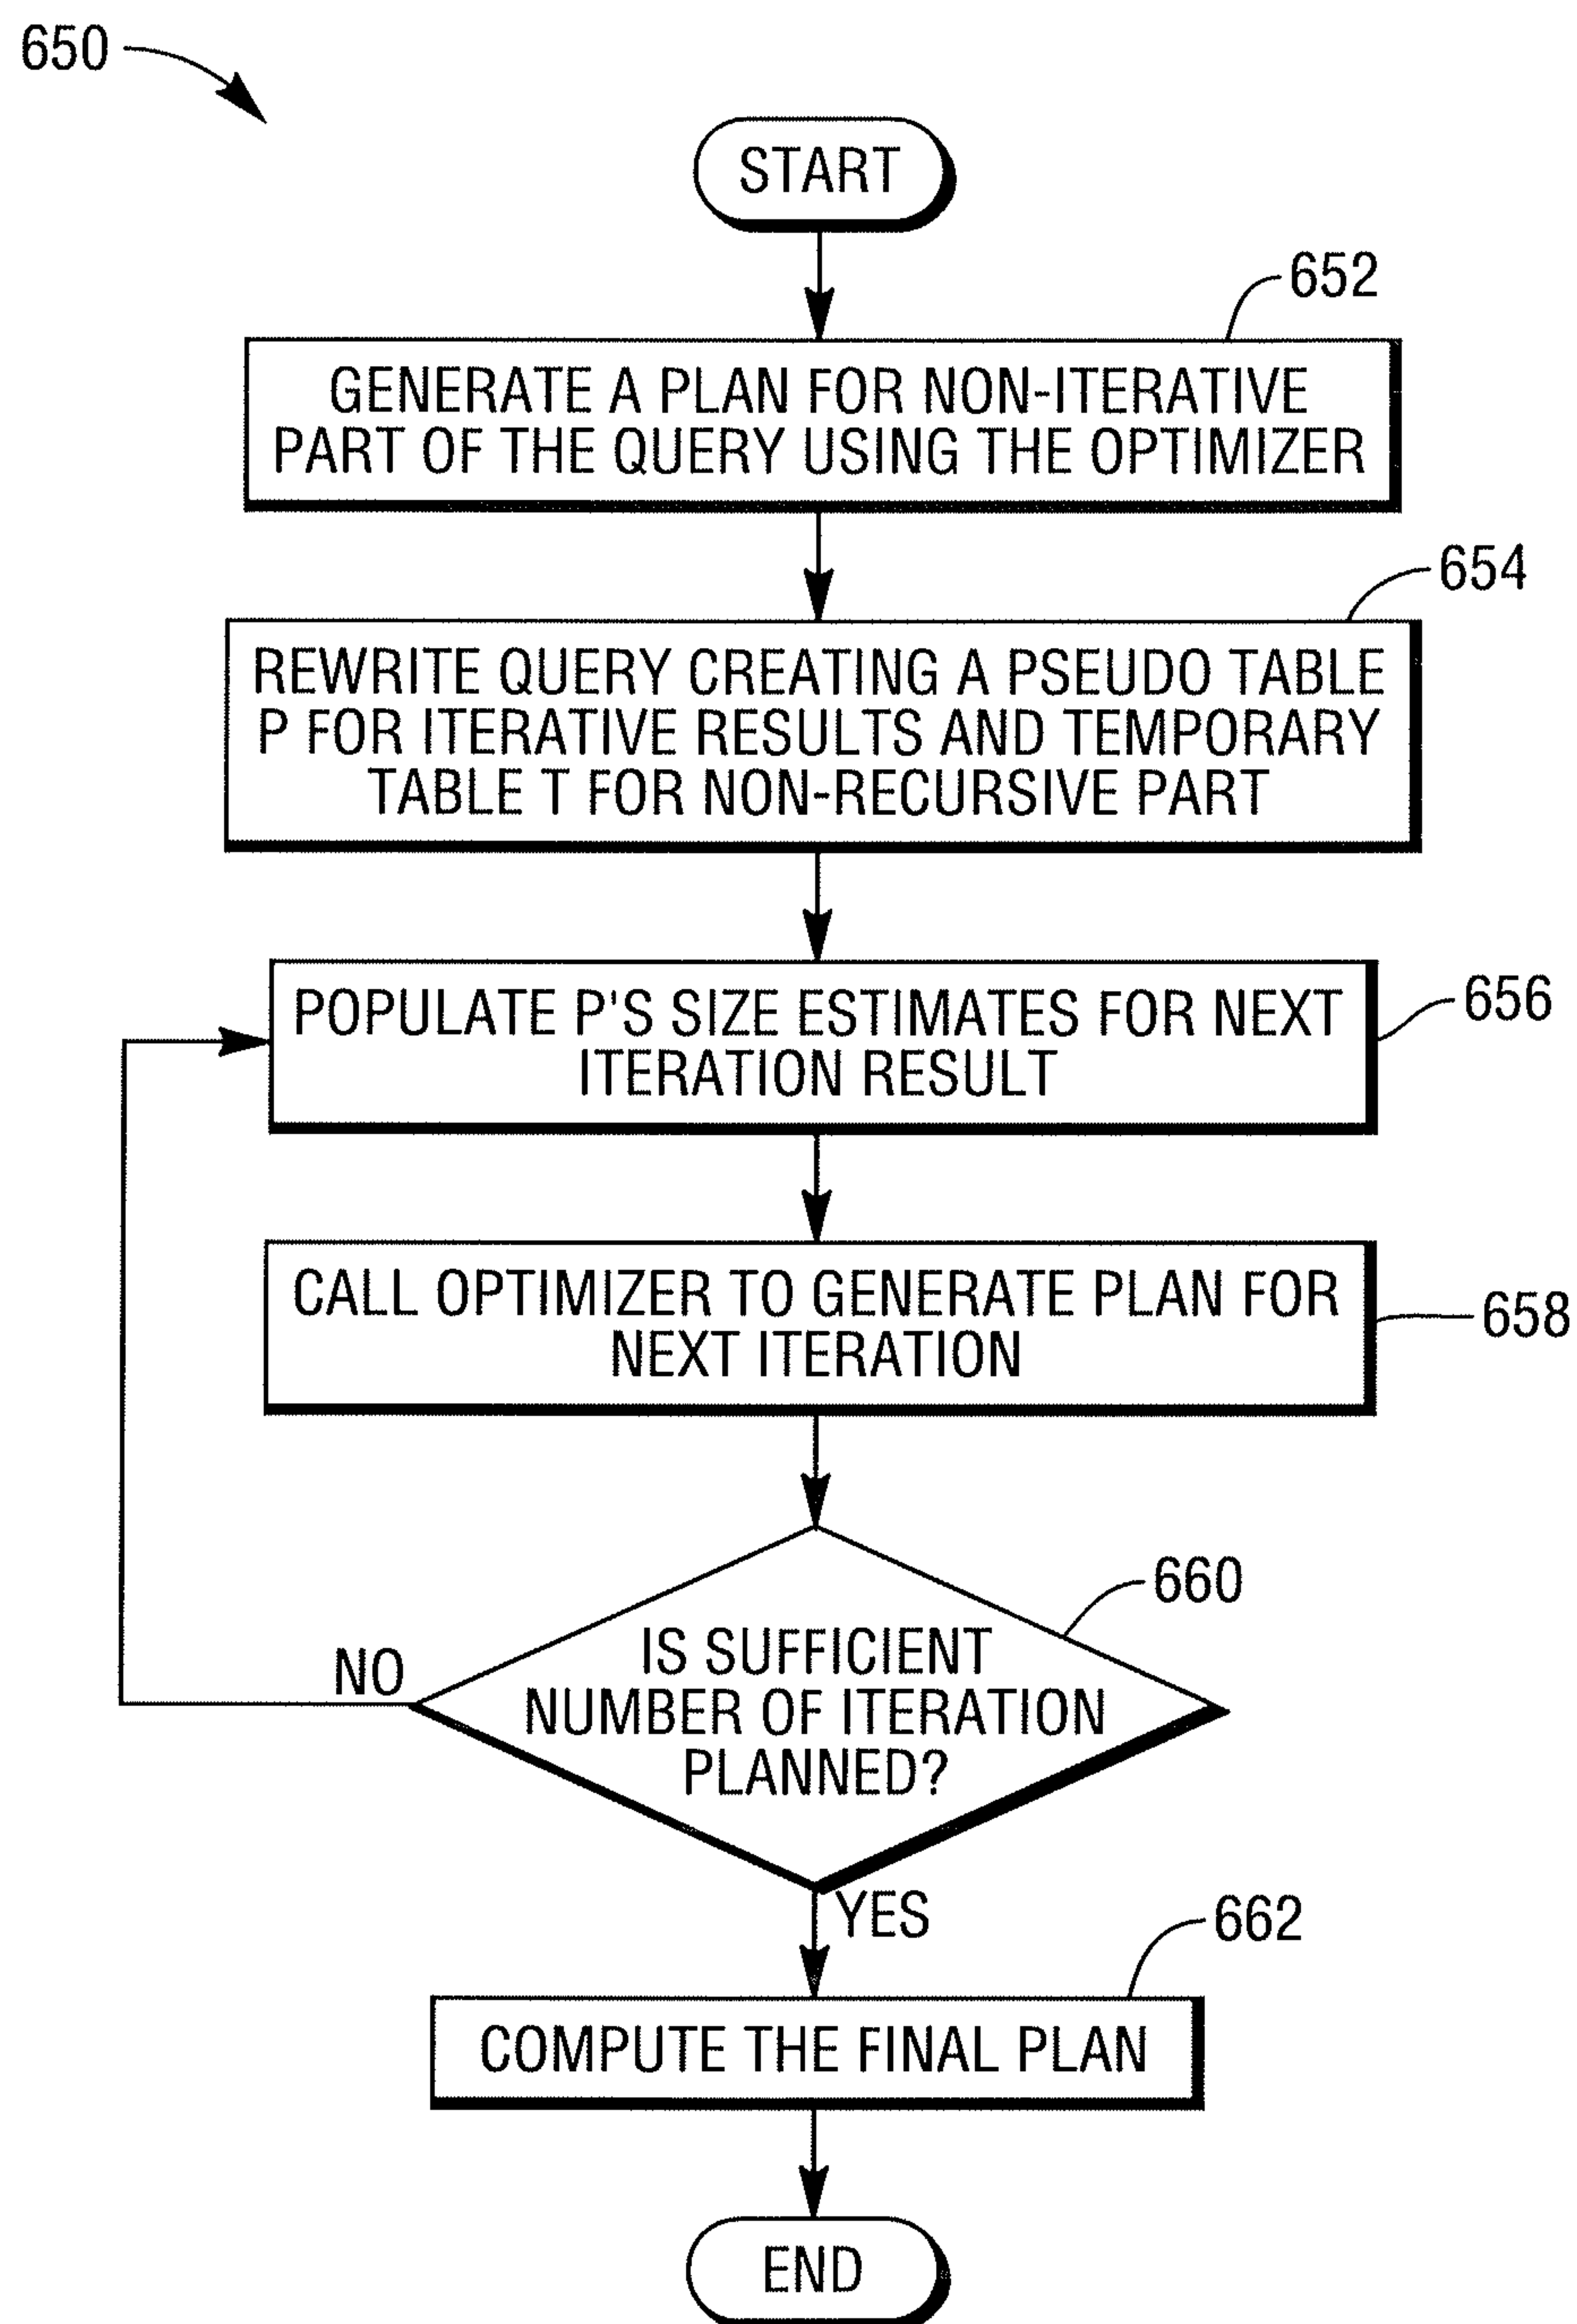 650
START
652
GENERATE A PLAN FOR NON-ITERATIVE
PART OF THE QUERY USING THE OPTIMIZER
654
REWRITE QUERY CREATING A PSEUDO TABLE
P FOR ITERATIVE RESULTS AND TEMPORARY
TABLE T FOR NON-RECURSIVE PART
656
POPULATE P'S SIZE ESTIMATES FOR NEXT
ITERATION RESULT
658
CALL OPTIMIZER TO GENERATE PLAN FOR
NEXT ITERATION
660
IS SUFFICIENT
NUMBER OF ITERATION
PLANNED?
NO
YES
662
COMPUTE THE FINAL PLAN
END